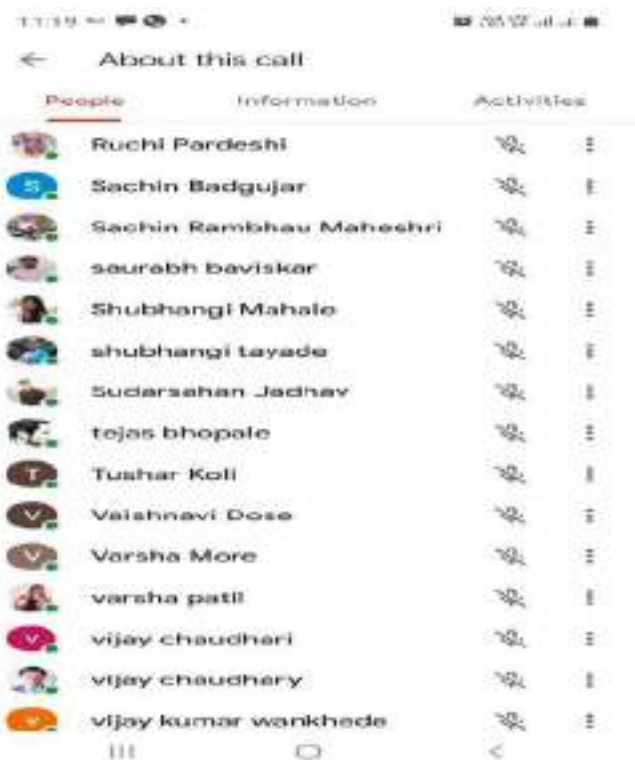 11:19
About this call
People Information Activities
Ruchi Pardeshi
S Sachin Badgujar
Sachin Rambhau Maheshri
saurabh baviskar
Shubhangi Mahale
shubhangi tayade
Sudarsahan Jadhav
tejas bhopale
T Tushar Koli
V Vaishnavi Dose
V Varsha More
varsha patil
v vijay chaudhari
vijay chaudhary
v vijay kumar wankhede